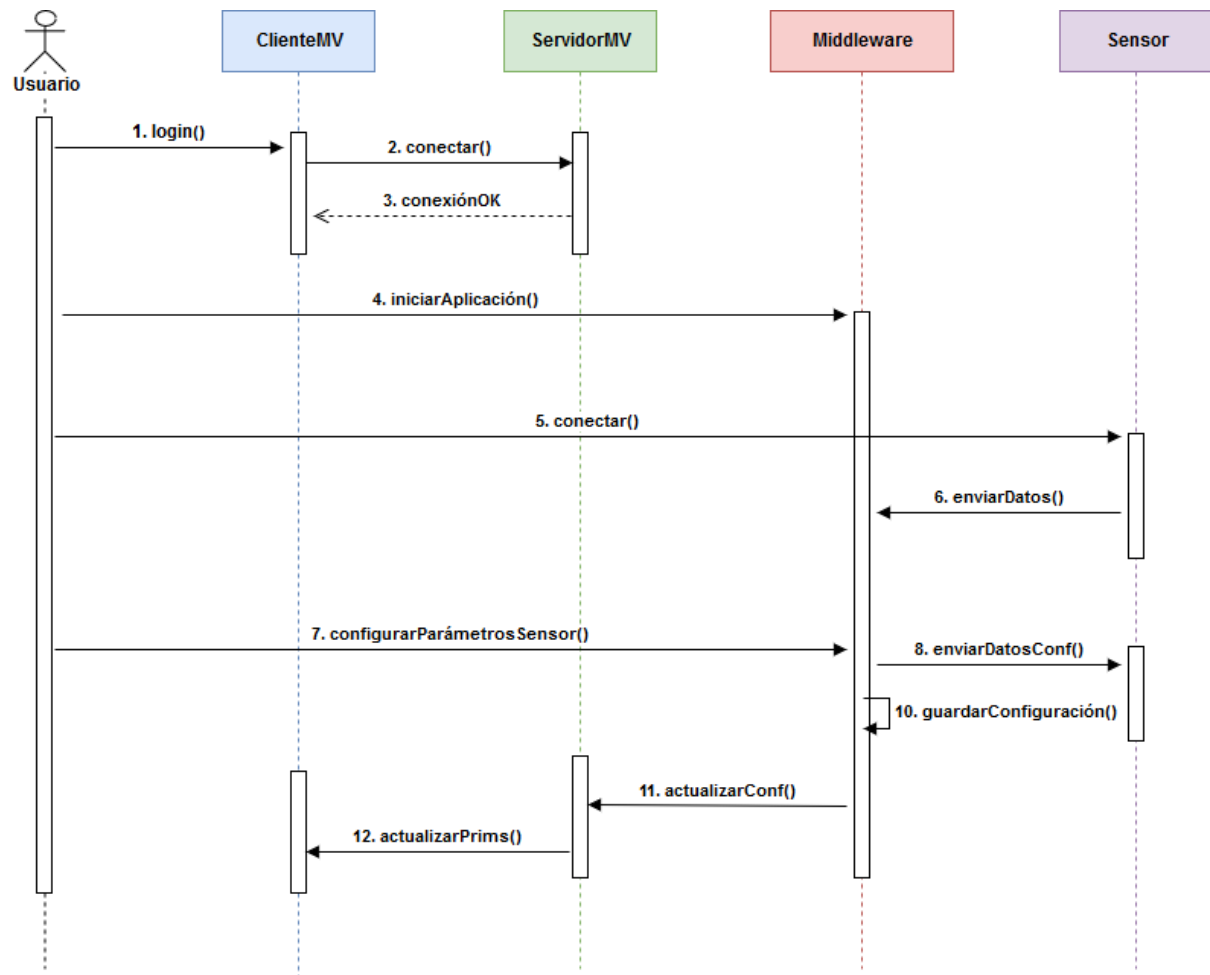 Usuario
ClienteMV
ServidorMV
Middleware
Sensor
1. login()
2. conectar()
3. conexiónOK
4. iniciarAplicación()
5. conectar()
6. enviarDatos()
7. configurarParámetrosSensor()
8. enviarDatosConf()
10. guardarConfiguración()
11. actualizarConf()
12. actualizarPrims()